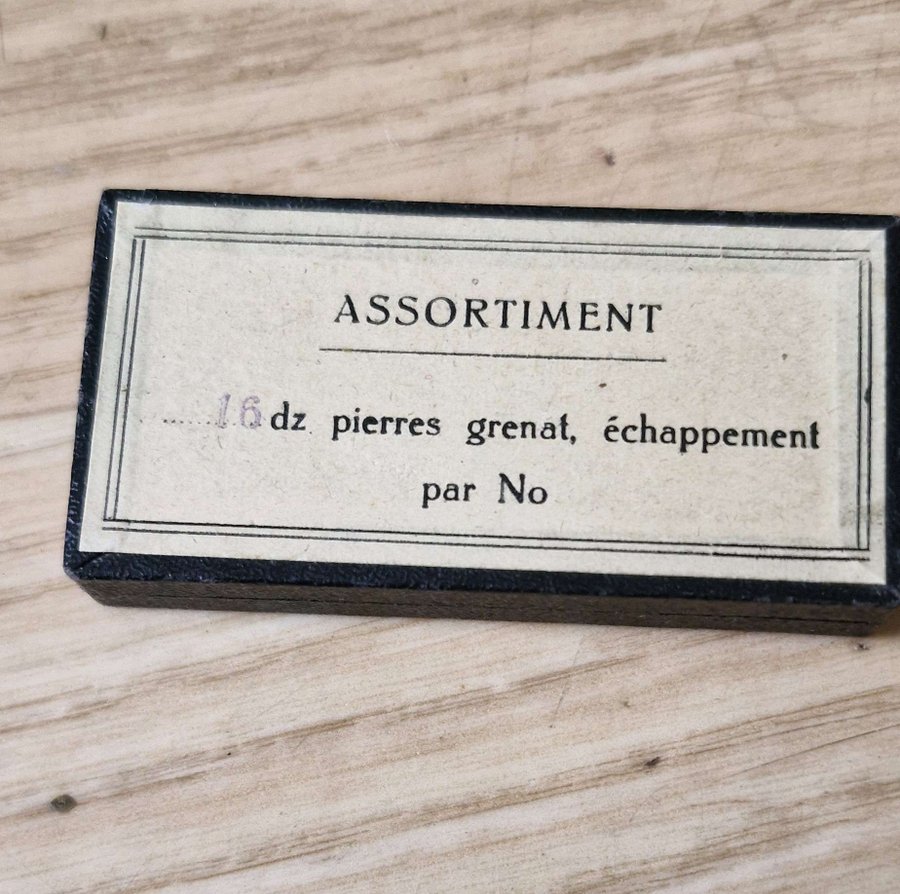 ASSORTIMENT
16 dz pierres grenat, échappement
par No